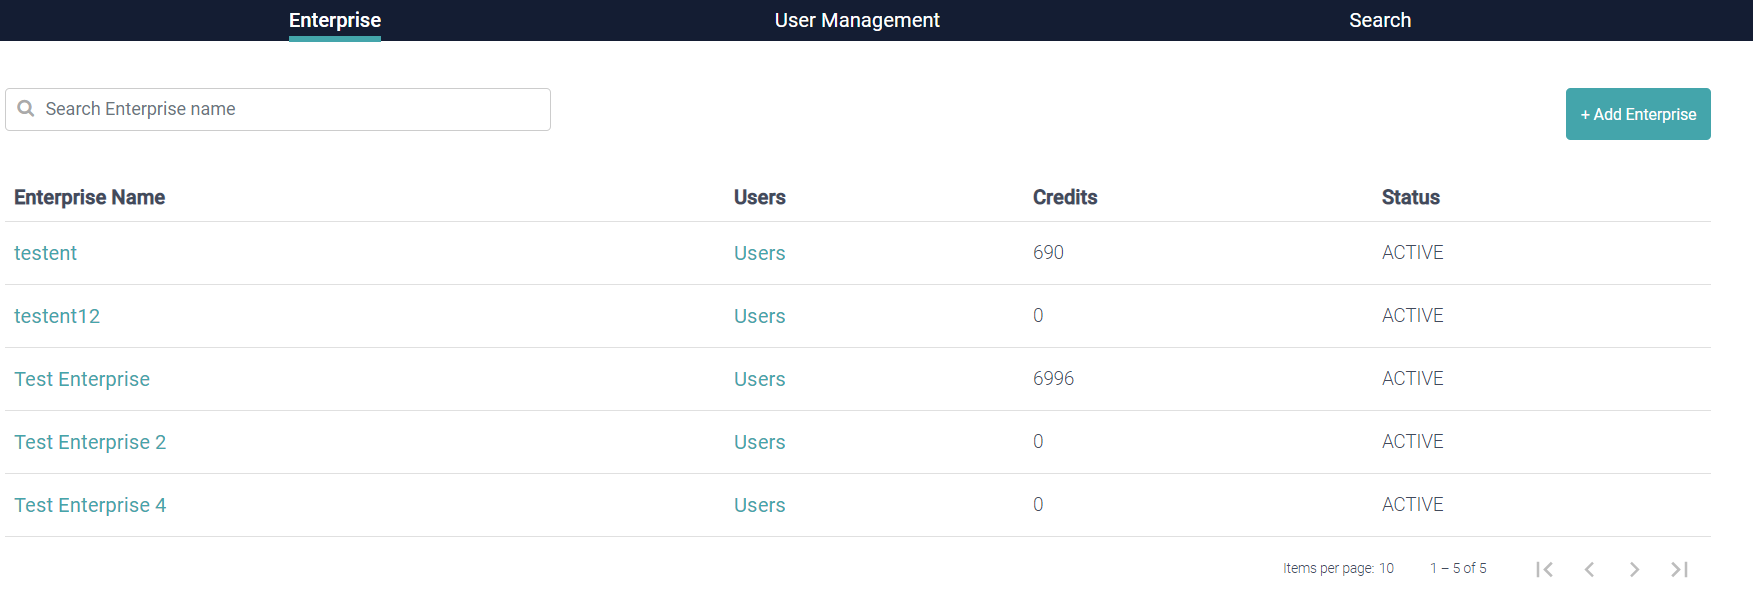 Enterprise User Management Search
Search Enterprise name
+ Add Enterprise
Enterprise Name Users Credits Status
testent Users 690 ACTIVE
testent12 Users 0 ACTIVE
Test Enterprise Users 6996 ACTIVE
Test Enterprise 2 Users 0 ACTIVE
Test Enterprise 4 Users 0 ACTIVE
Items per page: 10 1 – 5 of 5